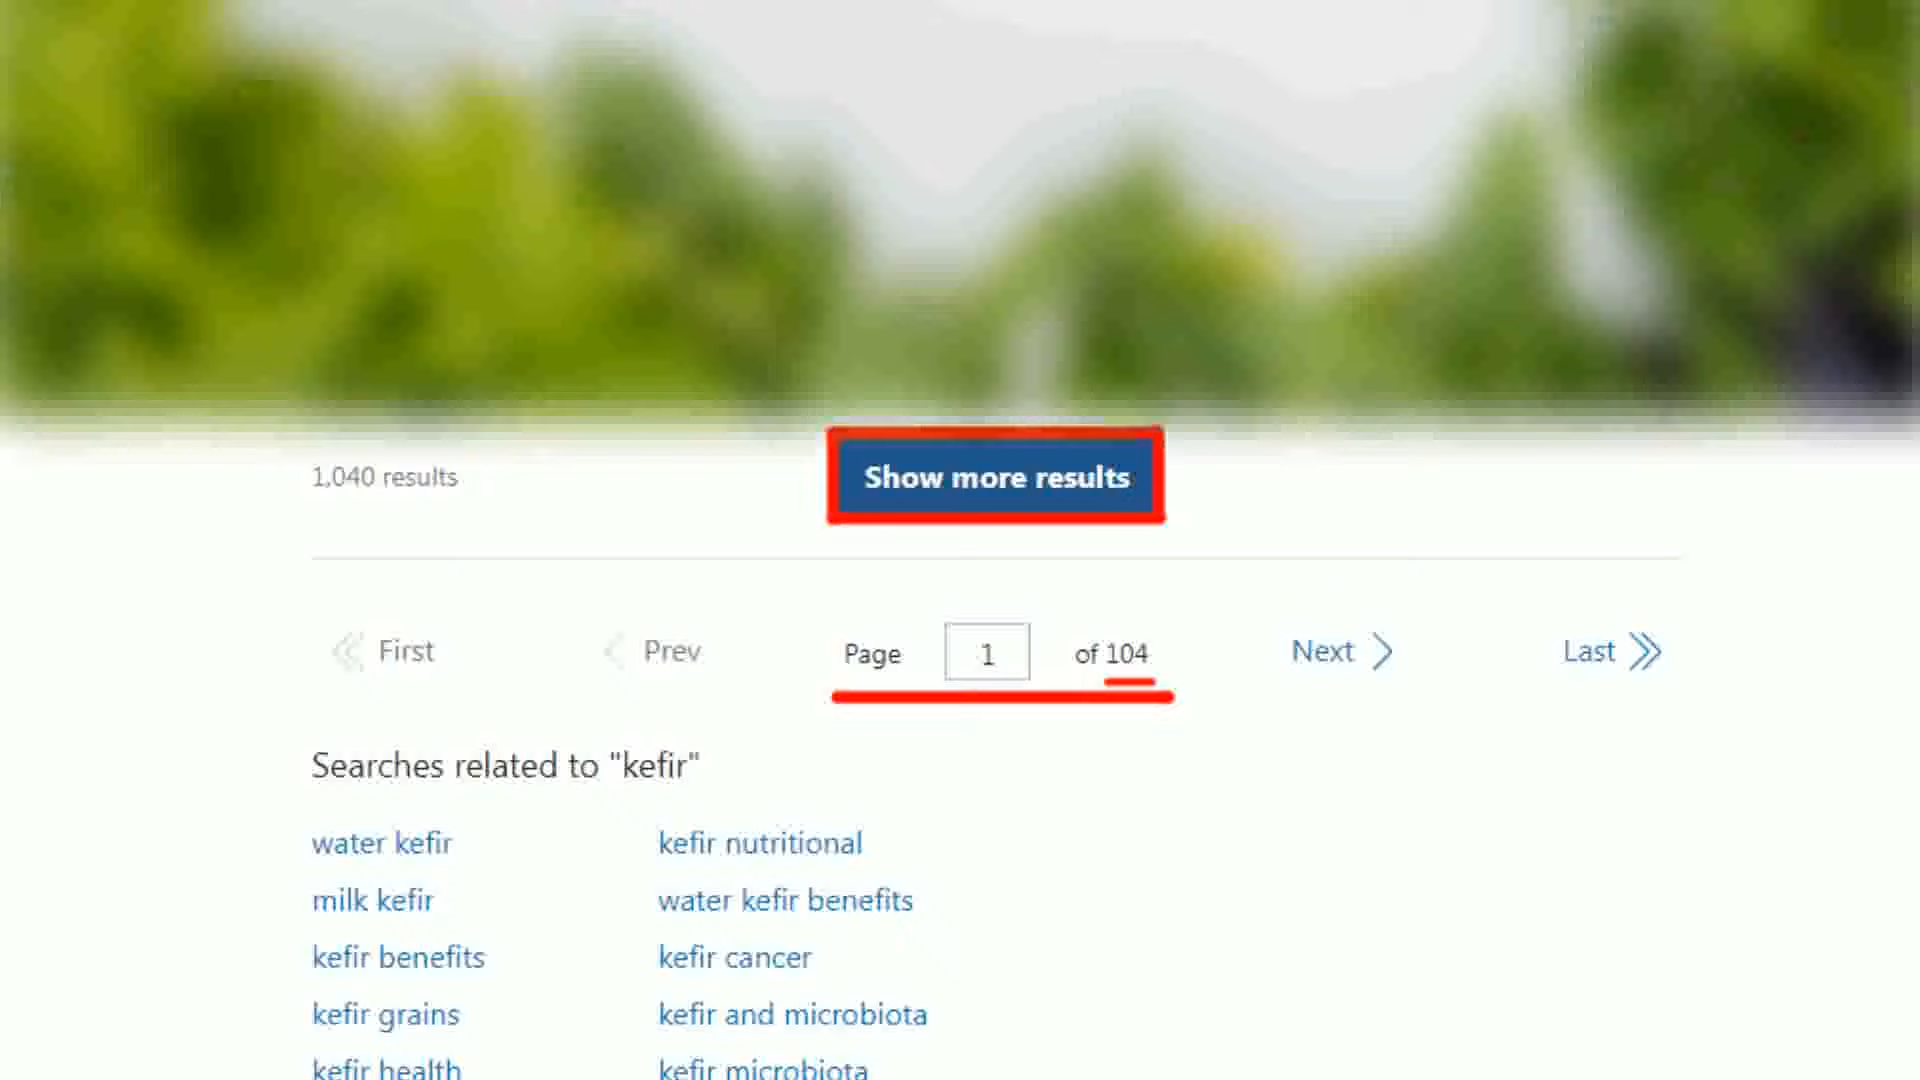 1,040 results
Show more results
First Prev Page 1 of 104 Next Last
Searches related to "kefir"
water kefir kefir nutritional
milk kefir water kefir benefits
kefir benefits kefir cancer
kefir grains kefir and microbiota
kefir health kefir microbiota